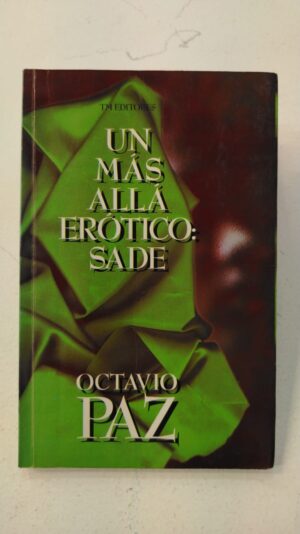 TM EDITORES
UN
MÁS
ALLÁ
ERÓTICO:
SADE
OCTAVIO
PAZ